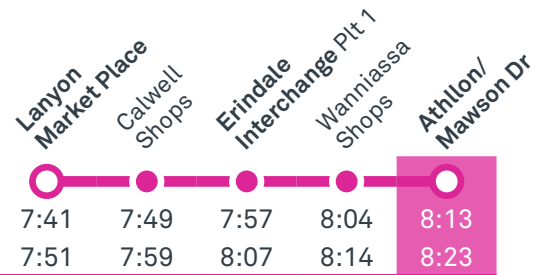 Lanyon
Market Place
Calwell
Shops
Erindale
Interchange Plt 1
Wanniassa
Shops
Athllon/
Mawson Dr
7:41 7:49 7:57 8:04 8:13
7:51 7:59 8:07 8:14 8:23